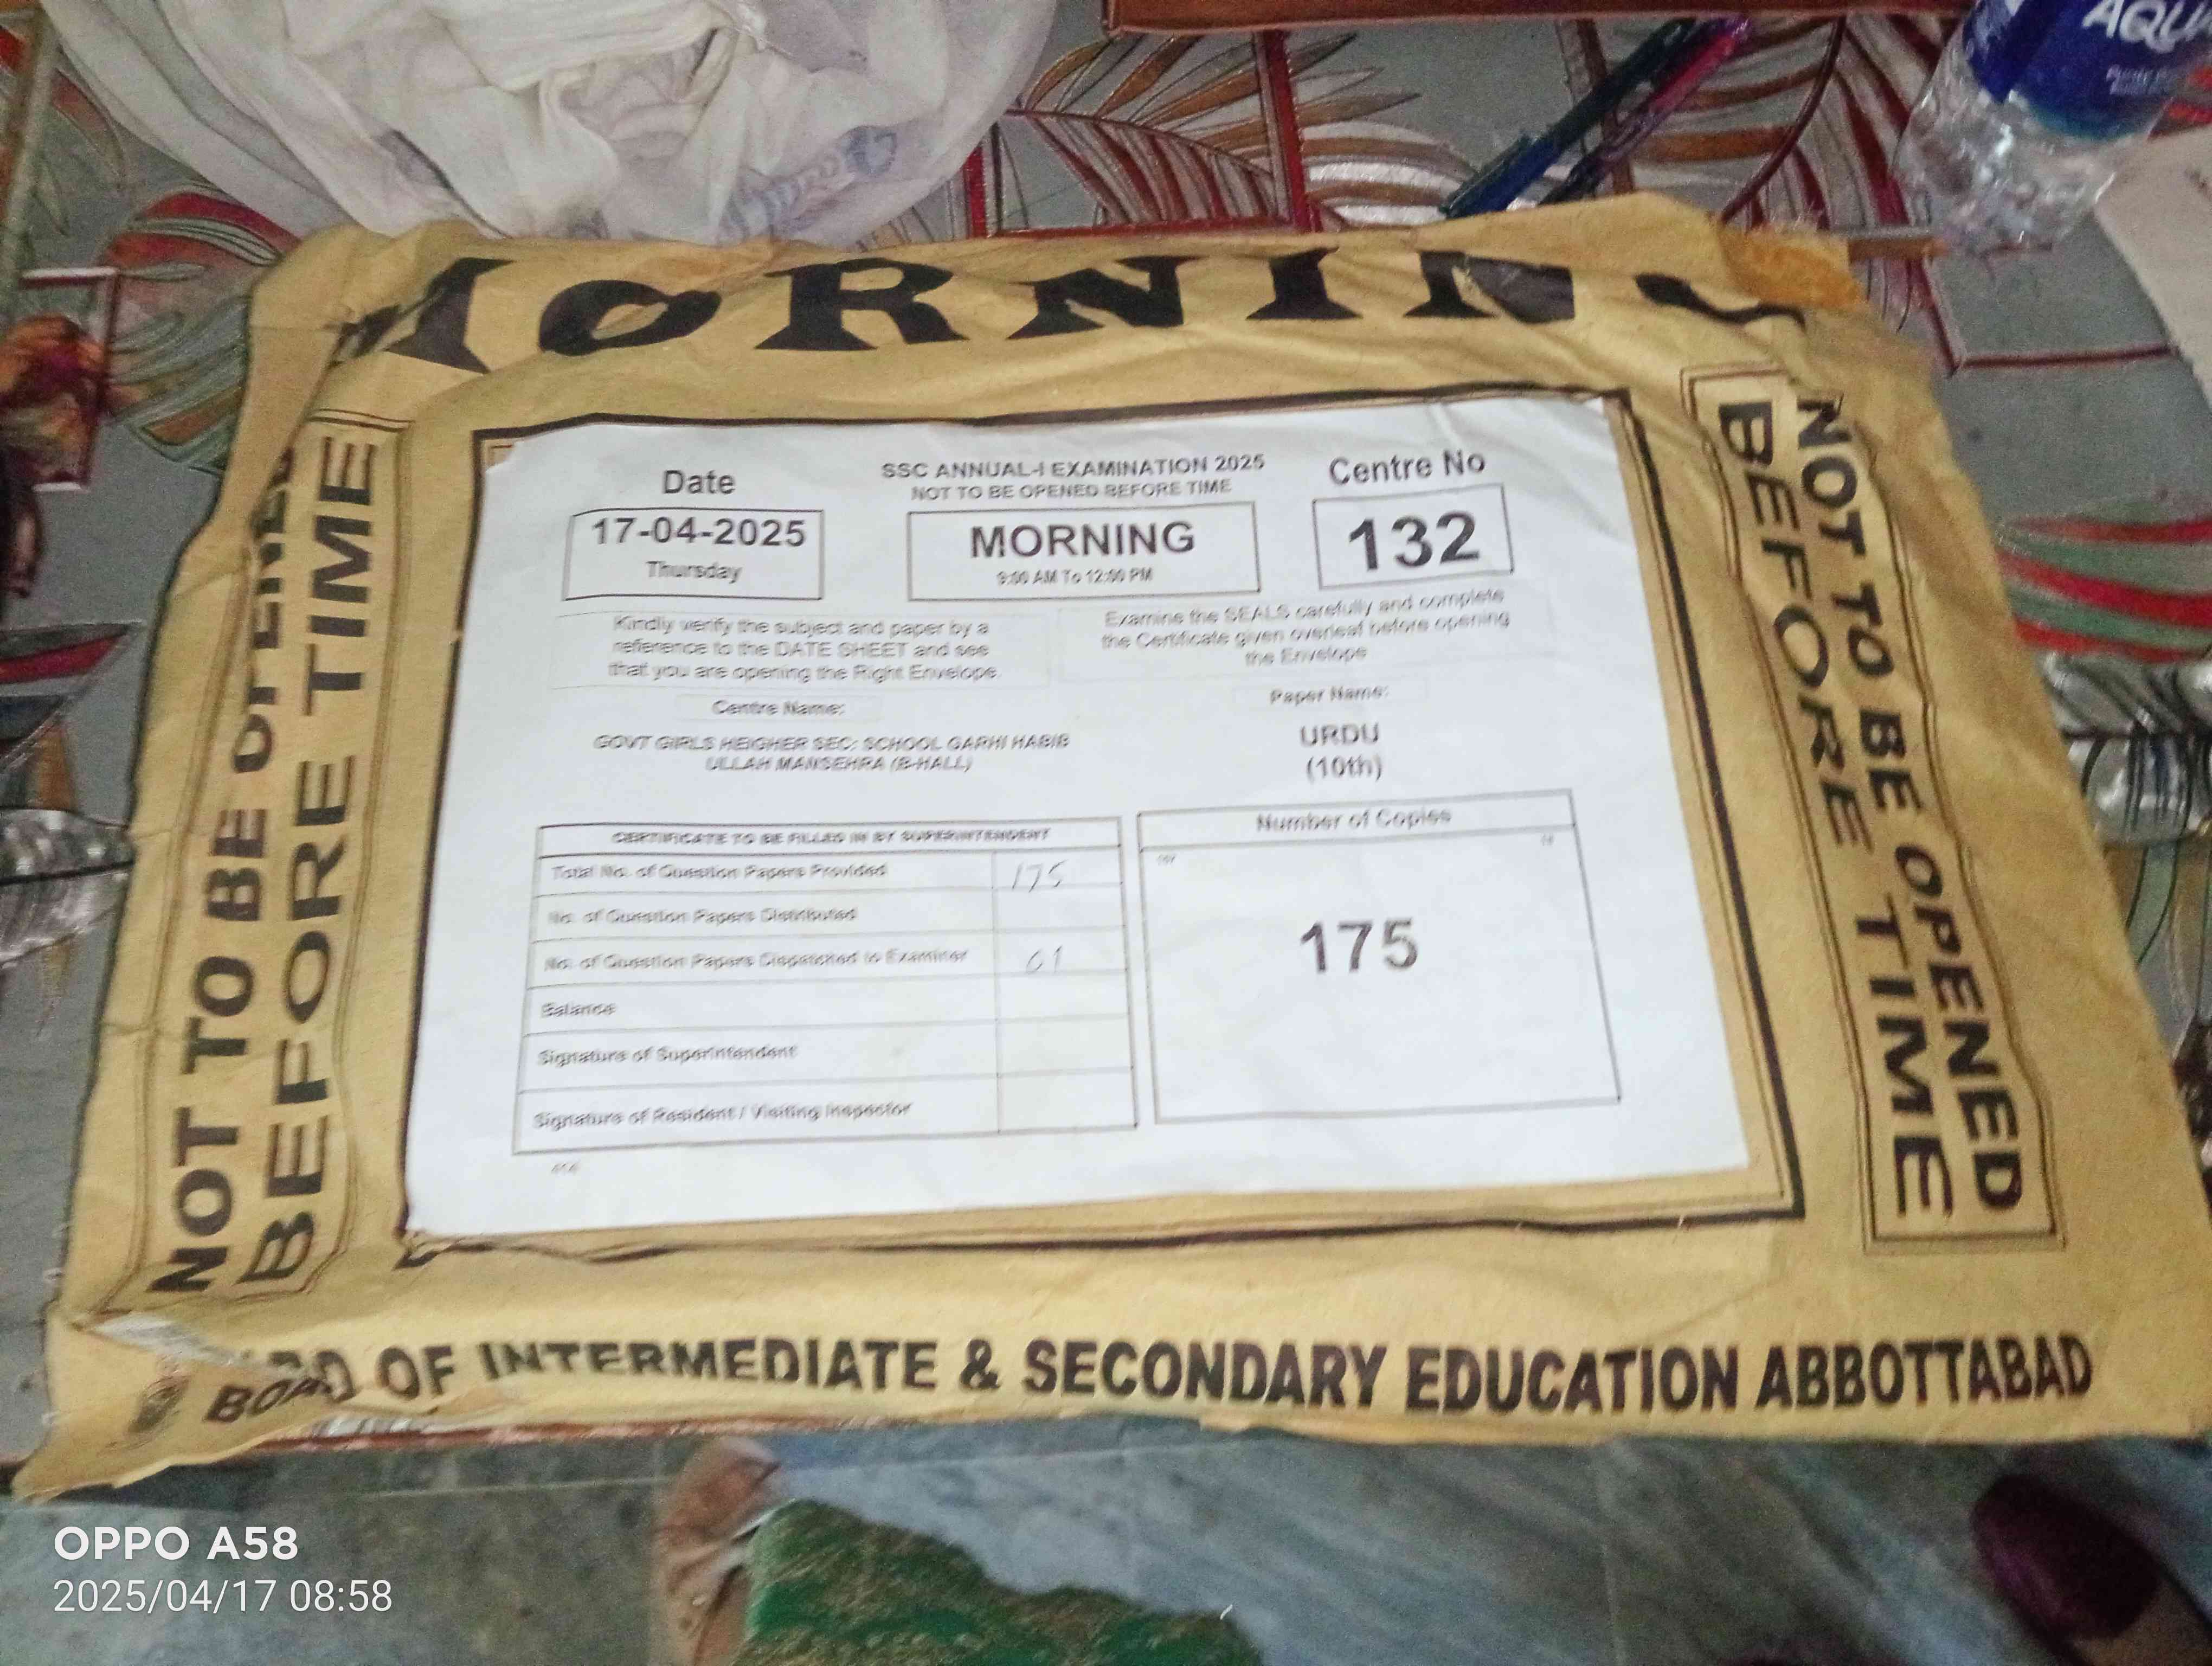 AQUA
MORNING
NOT TO BE OPENED
BEFORE TIME
NOT TO BE OPENED
BEFORE TIME
Date
17-04-2025
Thursday
SSC ANNUAL-I EXAMINATION 2025
NOT TO BE OPENED BEFORE TIME
MORNING
9:00 AM To 12:00 PM
Centre No
132
Kindly verify the subject and paper by a
reference to the DATE SHEET and see
that you are opening the Right Envelope.
Examine the SEALS carefully and complete
the Certificate given overleaf before opening
the Envelope
Centre Name:
GOVT GIRLS HEIGHER SEC: SCHOOL GARHI HABIB
ULLAH MANSEHRA (B-HALL)
Paper Name:
URDU
(10th)
CERTIFICATE TO BE FILLED IN BY SUPERINTENDENT
Total No. of Question Papers Provided 175
No. of Question Papers Distributed
No. of Question Papers Dispatched to Examiner 01
Balance
Signature of Superintendent
Signature of Resident / Visiting Inspector
Number of Copies
175
BOARD OF INTERMEDIATE & SECONDARY EDUCATION ABBOTTABAD
OPPO A58
2025/04/17 08:58